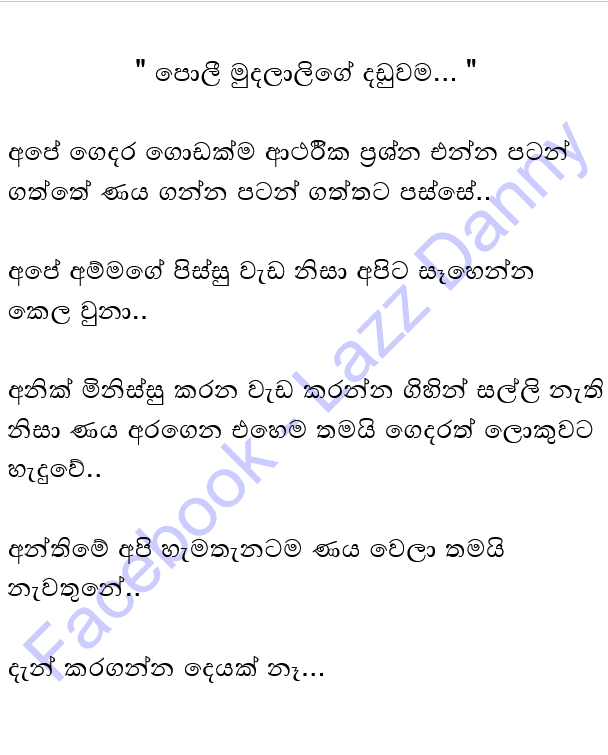 " පොලී මුදලාලිගේ දඩුවම... "
අපේ ගෙදර ගොඩක්ම ආර්ථික ප්‍රශ්න එන්න පටන්
ගත්තේ ණය ගන්න පටන් ගත්තට පස්සේ..
අපේ අම්මගේ පිස්සු වැඩ නිසා අපිට සෑහෙන්න
කෙල වුනා..
අනික් මිනිස්සු කරන වැඩ කරන්න ගිහින් සල්ලි නැති
නිසා ණය අරගෙන එහෙම තමයි ගෙදරත් ලොකුවට
හැදුවේ..
අන්තිමේ අපි හැමතැනටම ණය වෙලා තමයි
නැවතුනේ..
දැන් කරගන්න දෙයක් නෑ...
Facebook - Lazz Danny